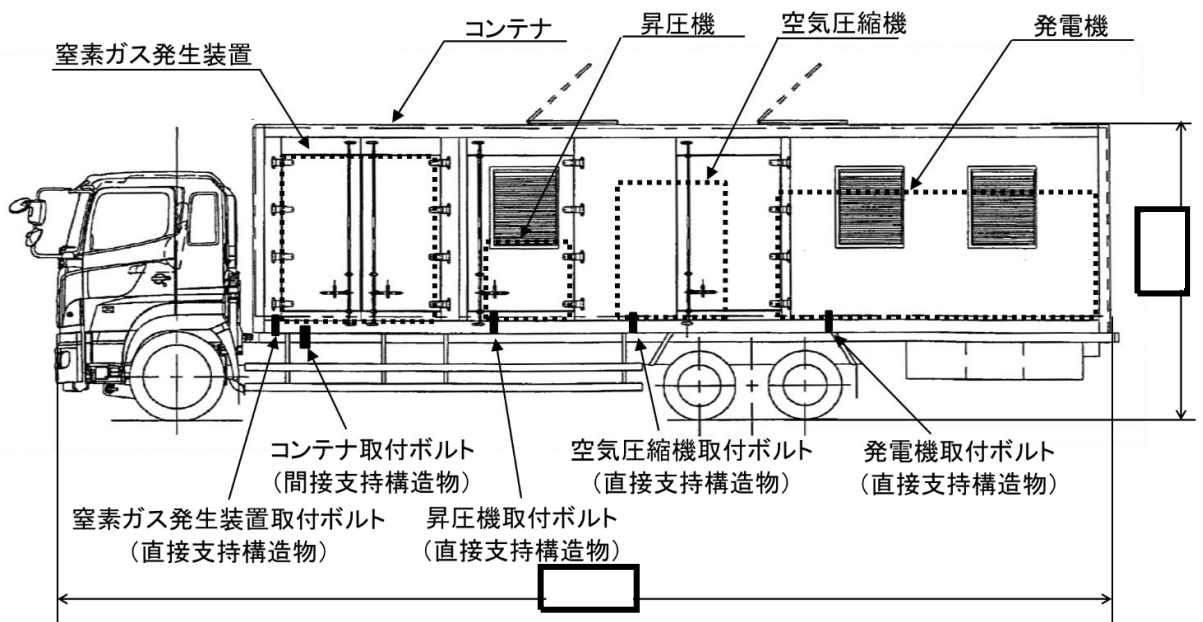 コンテナ
昇圧機
空気圧縮機
発電機
窒素ガス発生装置
コンテナ取付ボルト
(間接支持構造物)
空気圧縮機取付ボルト
(直接支持構造物)
発電機取付ボルト
(直接支持構造物)
窒素ガス発生装置取付ボルト
(直接支持構造物)
昇圧機取付ボルト
(直接支持構造物)